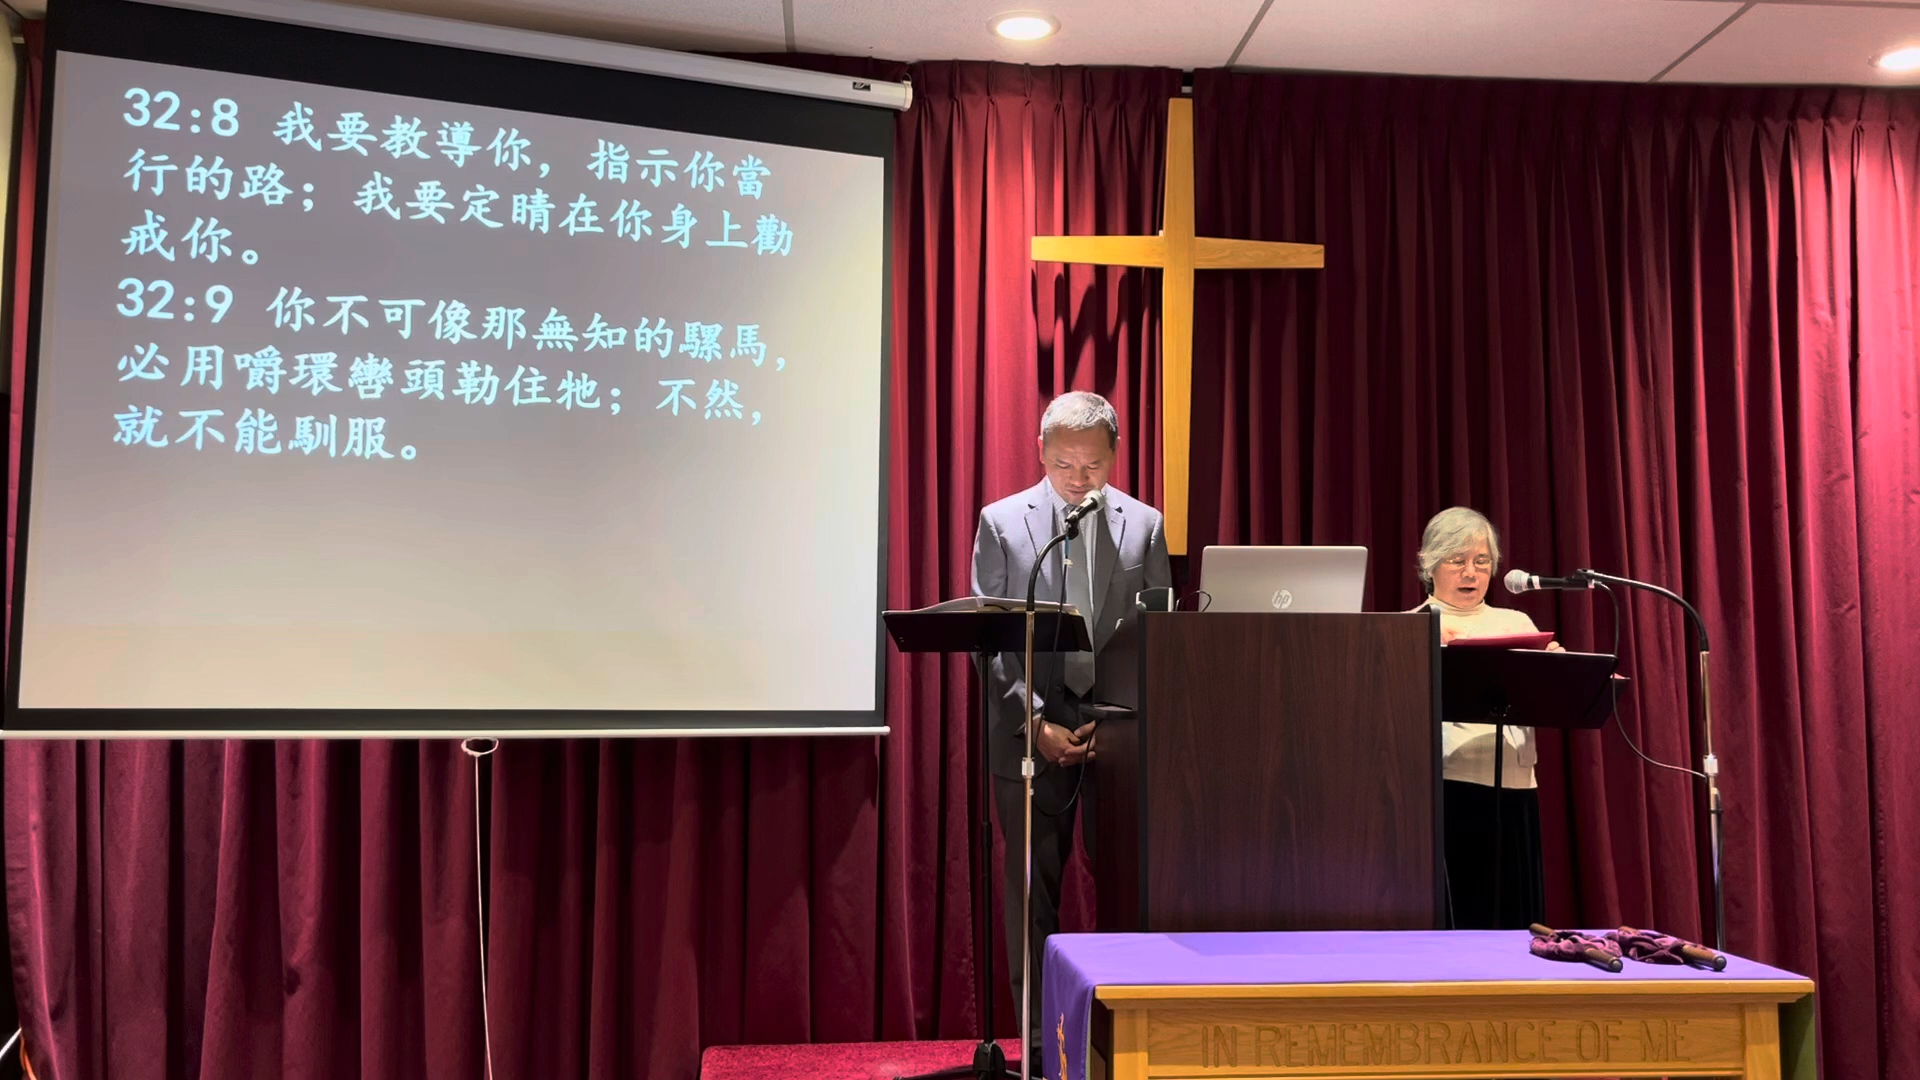 32:8 我要教導你，指示你當
行的路；我要定睛在你身上勸
戒你。
32:9 你不可像那無知的騾馬，
必用嚼環轡頭勒住牠；不然，
就不能馴服。
hp
IN REMEMBRANCE OF ME